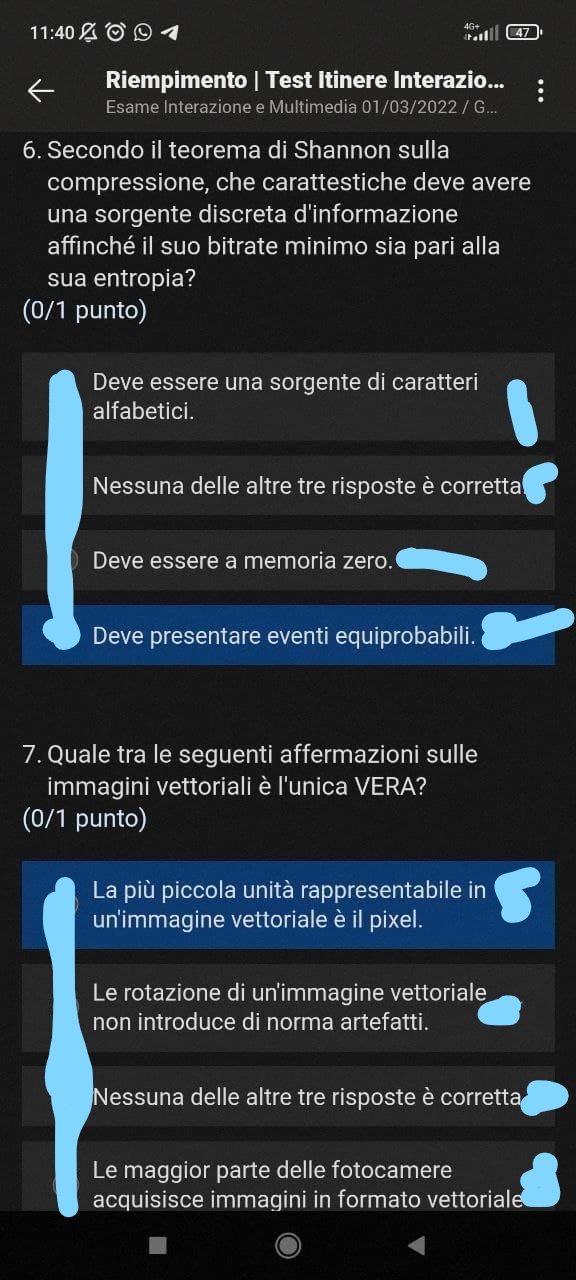 11:40
4G+
47
Riempimento | Test Itinere Interazio...
Esame Interazione e Multimedia 01/03/2022 / G...
6. Secondo il teorema di Shannon sulla
compressione, che carattestiche deve avere
una sorgente discreta d'informazione
affinché il suo bitrate minimo sia pari alla
sua entropia?
(0/1 punto)
Deve essere una sorgente di caratteri
alfabetici.
Nessuna delle altre tre risposte è corretta.
Deve essere a memoria zero.
Deve presentare eventi equiprobabili.
7. Quale tra le seguenti affermazioni sulle
immagini vettoriali è l'unica VERA?
(0/1 punto)
La più piccola unità rappresentabile in
un'immagine vettoriale è il pixel.
Le rotazione di un'immagine vettoriale
non introduce di norma artefatti.
Nessuna delle altre tre risposte è corretta
Le maggior parte delle fotocamere
acquisisce immagini in formato vettoriale